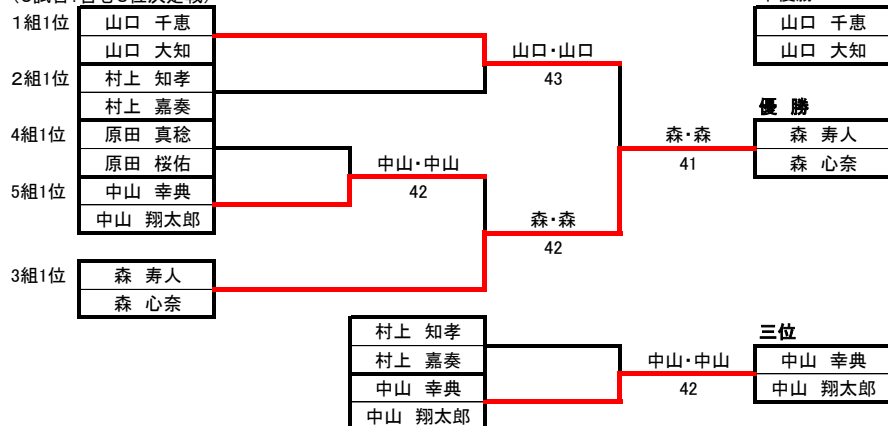 1組1位
山口 千恵
山口 千恵
山口 大知
山口・山口
山口 大知
2組1位
村上 知孝
43
村上 嘉奏
優 勝
4組1位
原田 真稔
森・森
森 寿人
原田 桜佑
中山・中山
41
森 心奈
5組1位
中山 幸典
42
中山 翔太郎
森・森
42
3組1位
森 寿人
森 心奈
村上 知孝
三位
村上 嘉奏
中山・中山
中山 幸典
中山 幸典
42
中山 翔太郎
中山 翔太郎